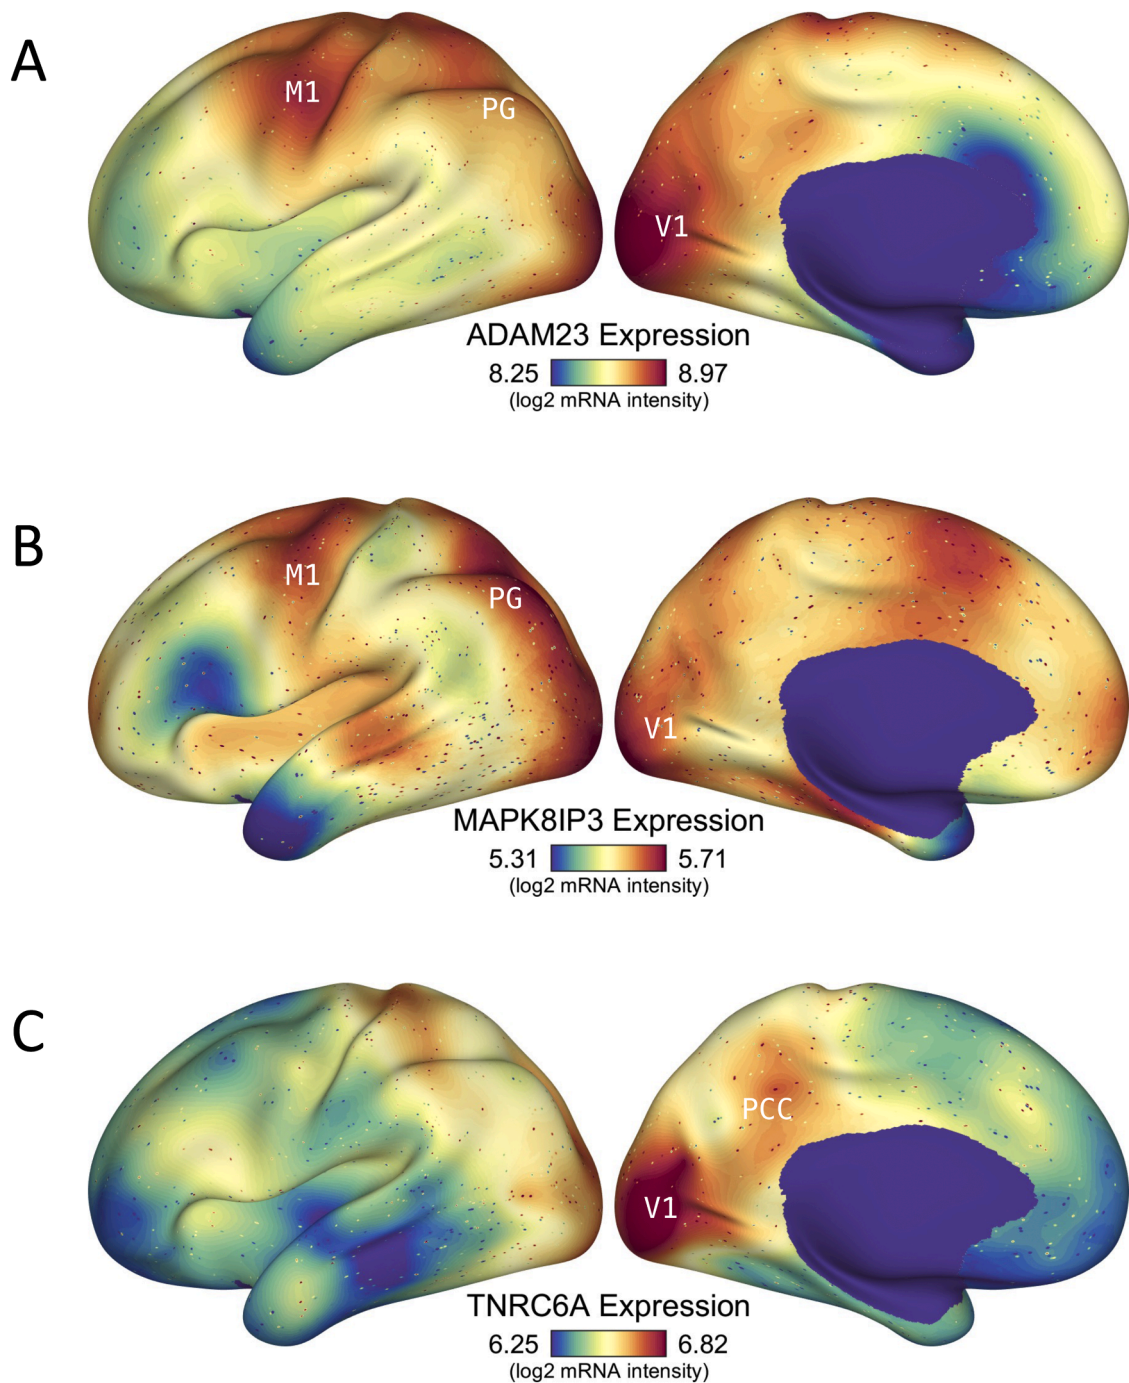 A
M1
PG
V1
ADAM23 Expression
8.25 8.97
(log2 mRNA intensity)
B
M1
PG
V1
MAPK8IP3 Expression
5.31 5.71
(log2 mRNA intensity)
C
PCC
V1
TNRC6A Expression
6.25 6.82
(log2 mRNA intensity)